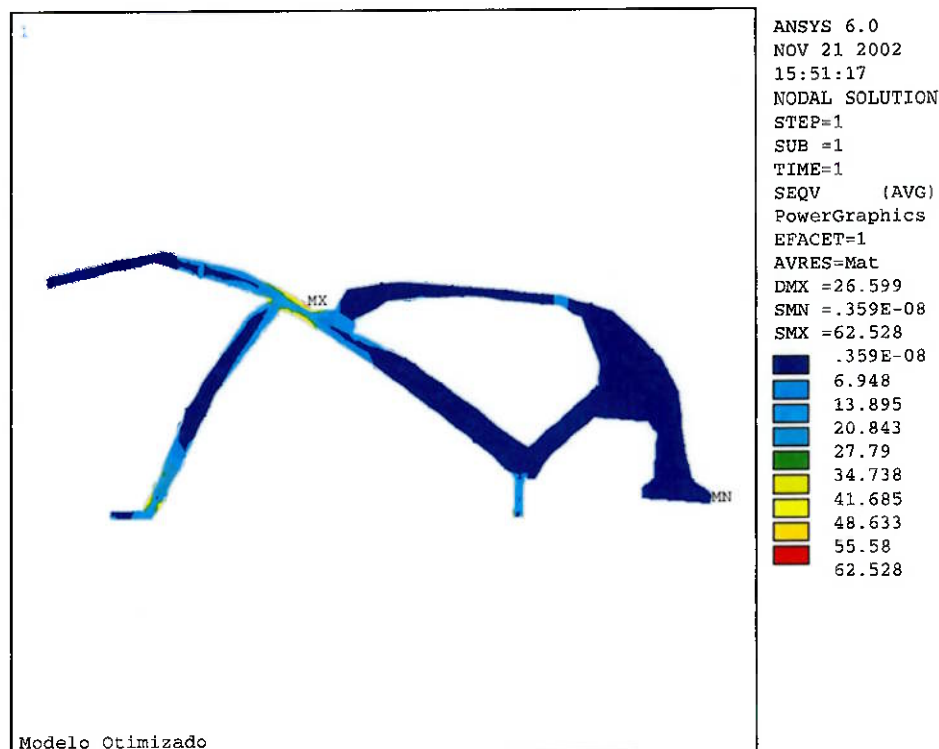 1
ANSYS 6.0
NOV 21 2002
15:51:17
NODAL SOLUTION
STEP=1
SUB =1
TIME=1
SEQV (AVG)
PowerGraphics
EFACET=1
AVRES=Mat
DMX =26.599
SMN =.359E-08
SMX =62.528
.359E-08
6.948
13.895
20.843
27.79
34.738
41.685
48.633
55.58
62.528
MX
MN
Modelo Otimizado